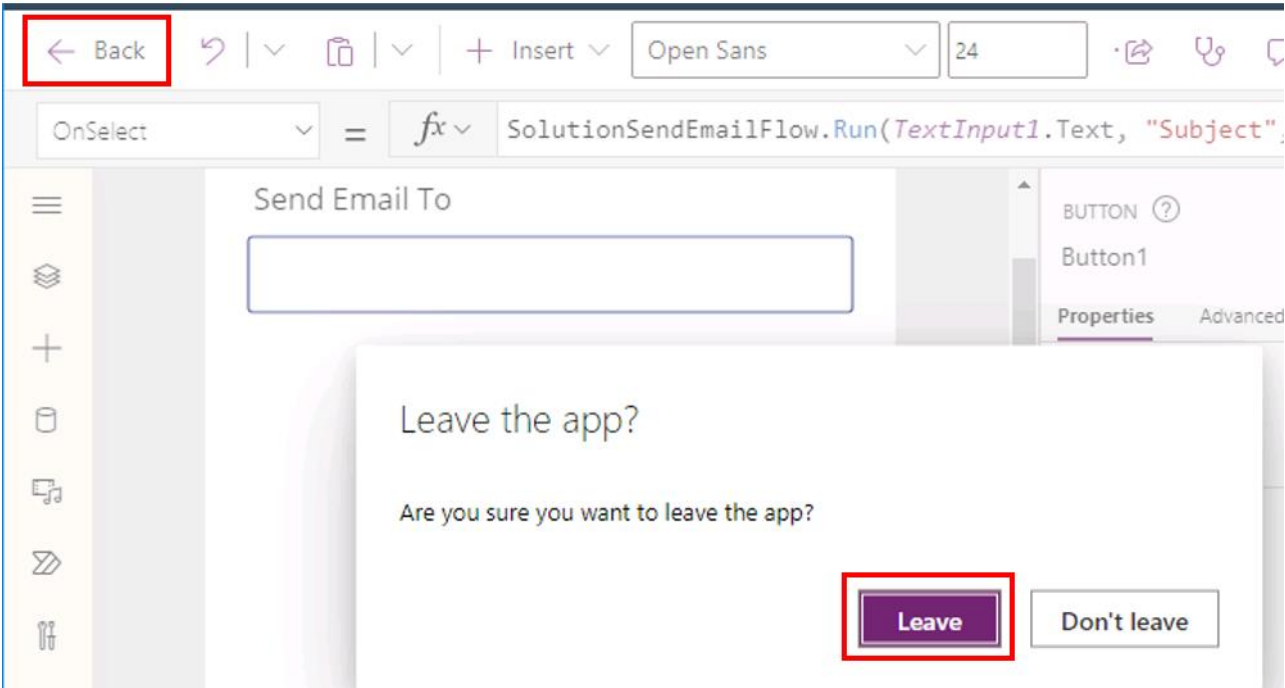 Back Insert Open Sans 24
OnSelect = fx SolutionSendEmailFlow.Run(TextInput1.Text, "Subject",
Send Email To
BUTTON ?
Button1
Properties Advanced
Leave the app?
Are you sure you want to leave the app?
Leave Don't leave